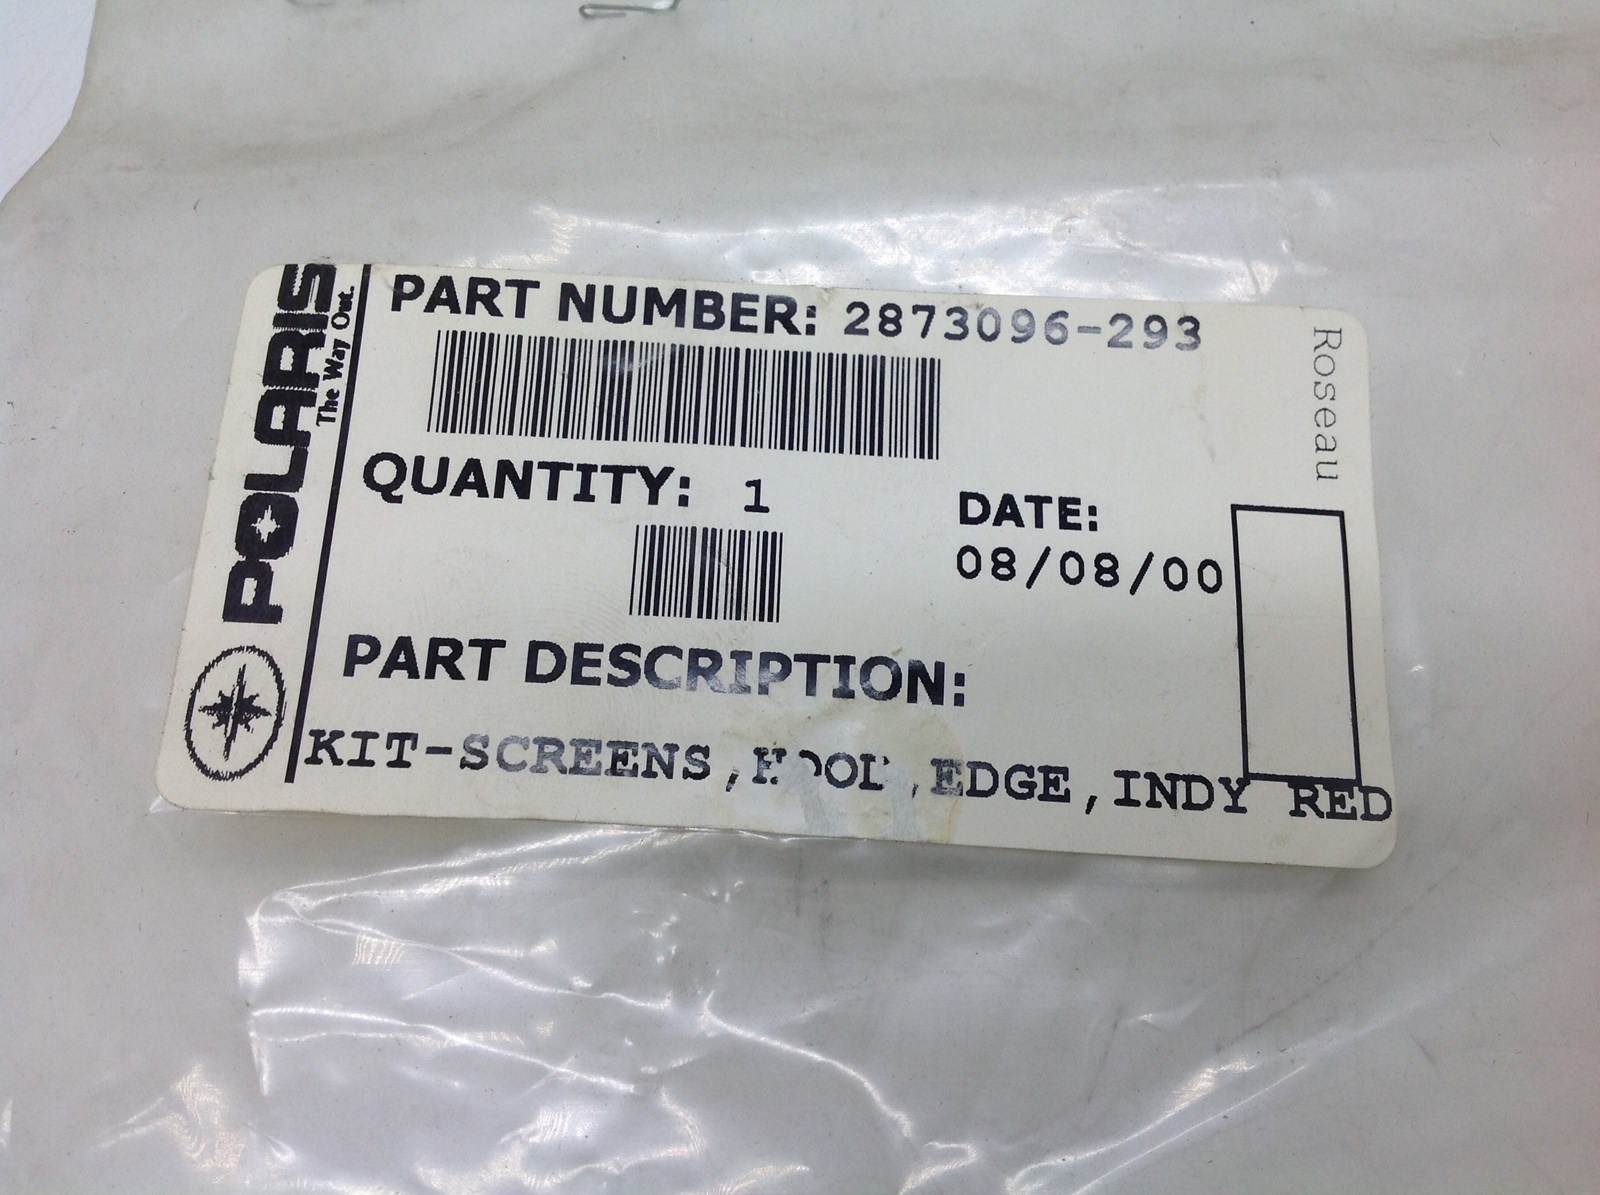 POLARIS
The Way Out.
PART NUMBER: 2873096-293
Roseau
QUANTITY: 1
DATE:
08/08/00
PART DESCRIPTION:
KIT-SCREENS,HOOD,EDGE,INDY RED